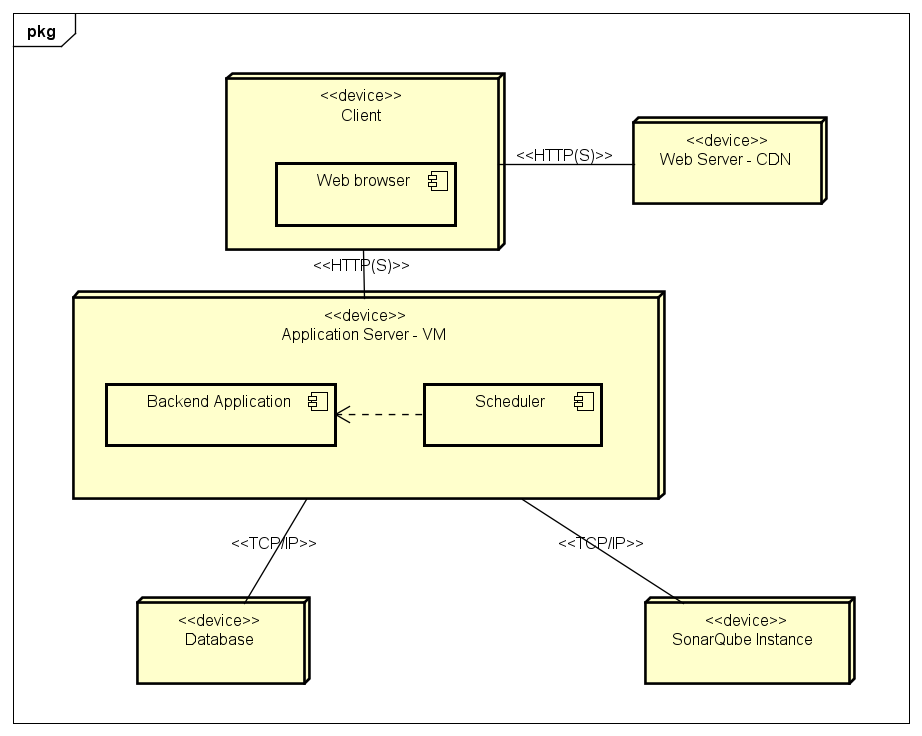 pkg
<<device>>
Client
Web browser
<<HTTP(S)>>
<<device>>
Web Server - CDN
<<HTTP(S)>>
<<device>>
Application Server - VM
Backend Application
Scheduler
<<TCP/IP>>
<<TCP/IP>>
<<device>>
Database
<<device>>
SonarQube Instance